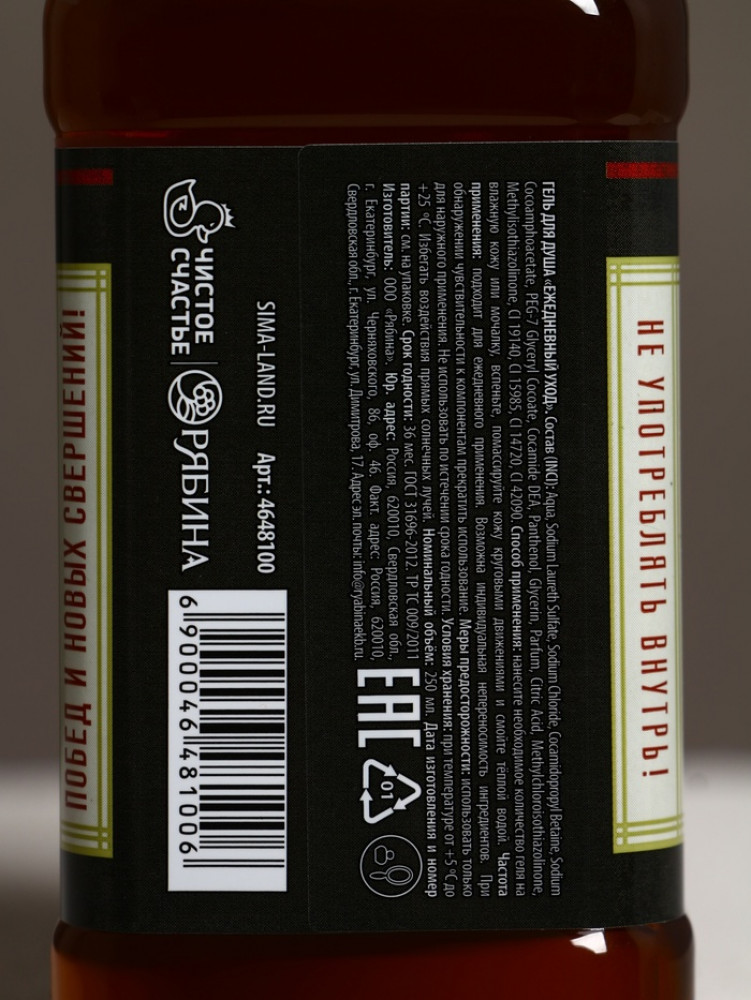 НЕ УПОТРЕБЛЯТЬ ВНУТРЬ!
ГЕЛЬ ДЛЯ ДУША «ЕЖЕДНЕВНЫЙ УХОД». Состав (INCI): Aqua, Sodium Laureth Sulfate, Sodium Chloride, Cocamidopropyl Betaine, Sodium
Cocoamphoacetate, PEG-7 Glyceryl Cocoate, Cocamide DEA, Panthenol, Glycerin, Parfum, Citric Acid, Methylchloroisothiazolinone,
Methylisothiazolinone, CI 19140, CI 15985, CI 14720, CI 42090. Способ применения: нанесите необходимое количество геля на
влажную кожу или мочалку, вспеньте, помассируйте кожу круговыми движениями и смойте тёплой водой. Частота
применения: подходит для ежедневного применения. Возможна индивидуальная непереносимость ингредиентов. При
обнаружении чувствительности к компонентам прекратить использование. Меры предосторожности: использовать только
для наружного применения. Не использовать по истечении срока годности. Условия хранения: при температуре от +5 °С до
+25 °С. Избегать воздействия прямых солнечных лучей. Номинальный объём: 250 мл. Дата изготовления и номер
партии: см. на упаковке. Срок годности: 36 мес. ГОСТ 31696-2012. ТР ТС 009/2011
Изготовитель: ООО «Рябина». Юр. адрес: Россия, 620010, Свердловская обл.,
г. Екатеринбург, ул. Черняховского, 86, оф. 46. Факт. адрес: Россия, 620010,
Свердловская обл., г. Екатеринбург, ул. Димитрова, 17. Адрес эл. почты: info@ryabinaekb.ru.
EAC
01
SIMA-LAND.RU Арт.: 4648100
ЧИСТОЕ
СЧАСТЬЕ
РЯБИНА
6 900046 481006
ПОБЕД И НОВЫХ СВЕРШЕНИЙ!